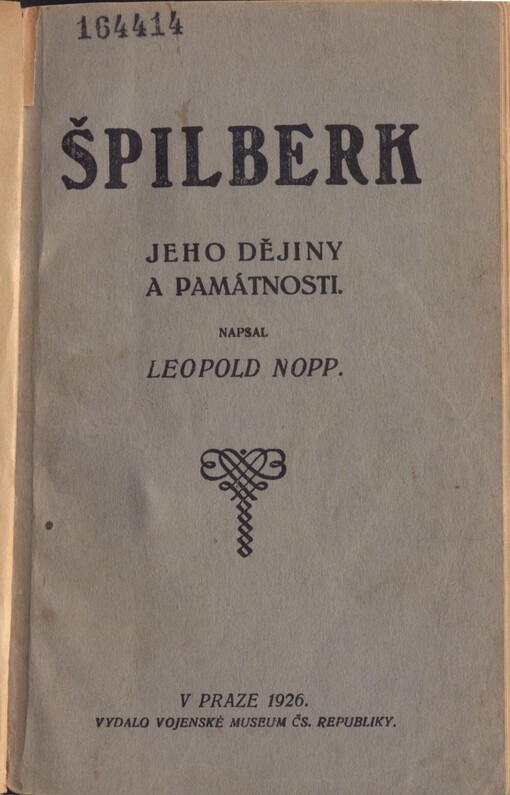 164414
ŠPILBERK
JEHO DĚJINY
A PAMÁTNOSTI.
NAPSAL
LEOPOLD NOPP.
V PRAZE 1926.
VYDALO VOJENSKÉ MUSEUM ČS. REPUBLIKY.